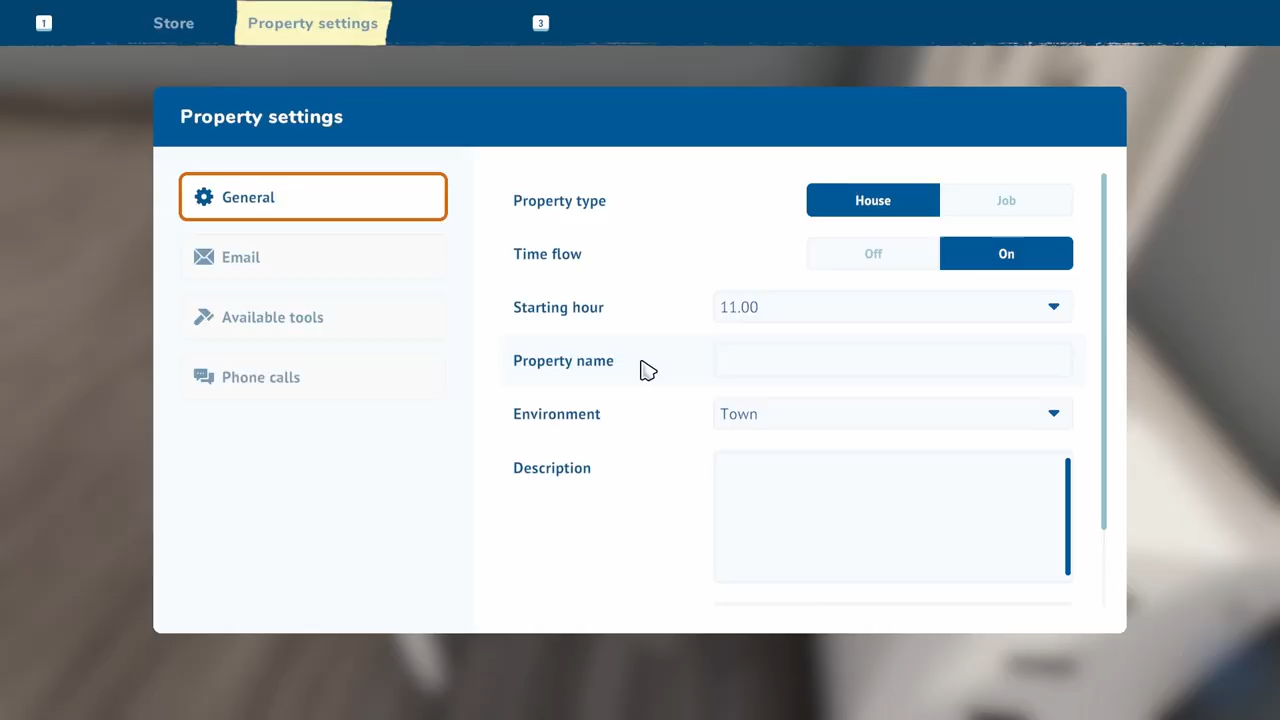 1
Store
Property settings
3
Property settings
General
Email
Available tools
Phone calls
Property type
House
Job
Time flow
Off
On
Starting hour
11.00
Property name
Environment
Town
Description